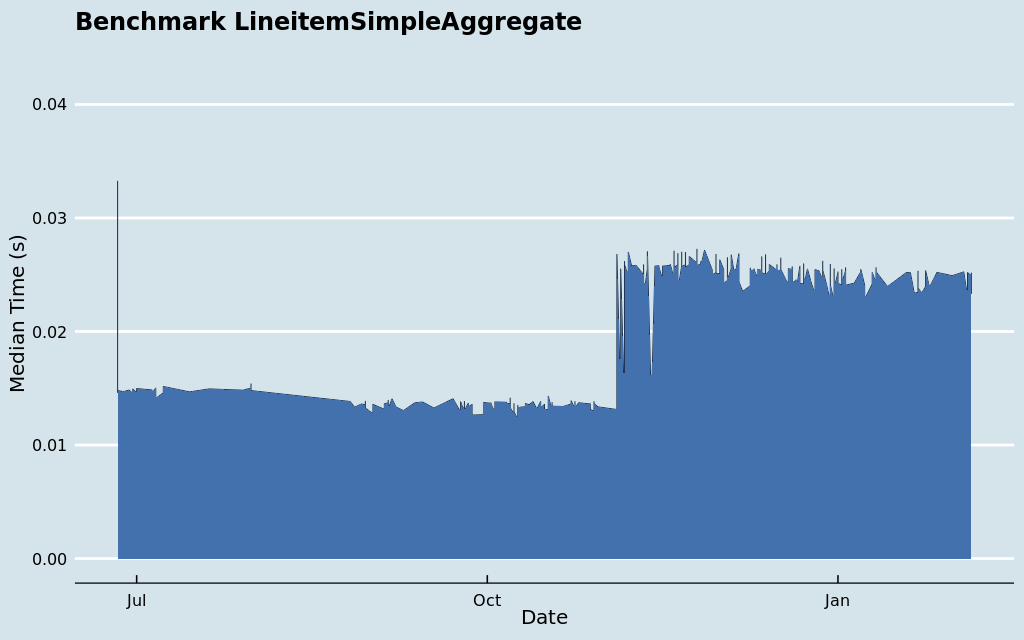 Benchmark LineitemSimpleAggregate
Median Time (s)
0.04
0.03
0.02
0.01
0.00
Jul
Oct
Jan
Date